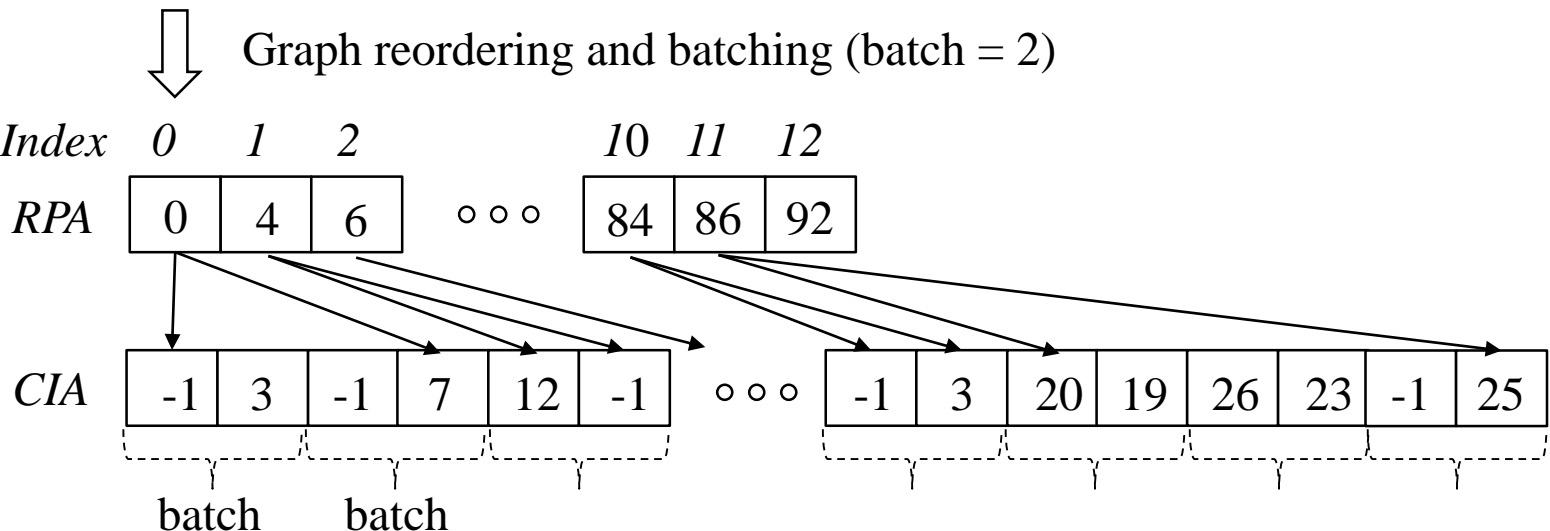 Graph reordering and batching (batch = 2)
Index 0 1 2 10 11 12
RPA 0 4 6 84 86 92
CIA -1 3 -1 7 12 -1 -1 3 20 19 26 23 -1 25
batch batch